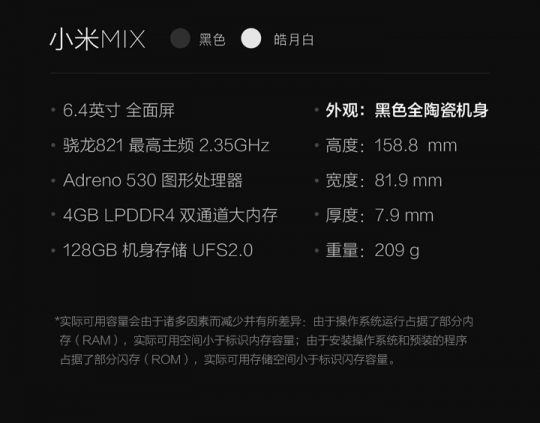 小米MIX 黑色 皓月白
6.4英寸 全面屏
骁龙821 最高主频 2.35GHz
Adreno 530 图形处理器
4GB LPDDR4 双通道大内存
128GB 机身存储 UFS2.0
外观：黑色全陶瓷机身
高度：158.8 mm
宽度：81.9 mm
厚度：7.9 mm
重量：209 g
*实际可用容量会由于诸多因素而减少并有所差异：由于操作系统运行占据了部分内
存（RAM），实际可用空间小于标识内存容量；由于安装操作系统和预装的程序
占据了部分闪存（ROM），实际可用存储空间小于标识闪存容量。